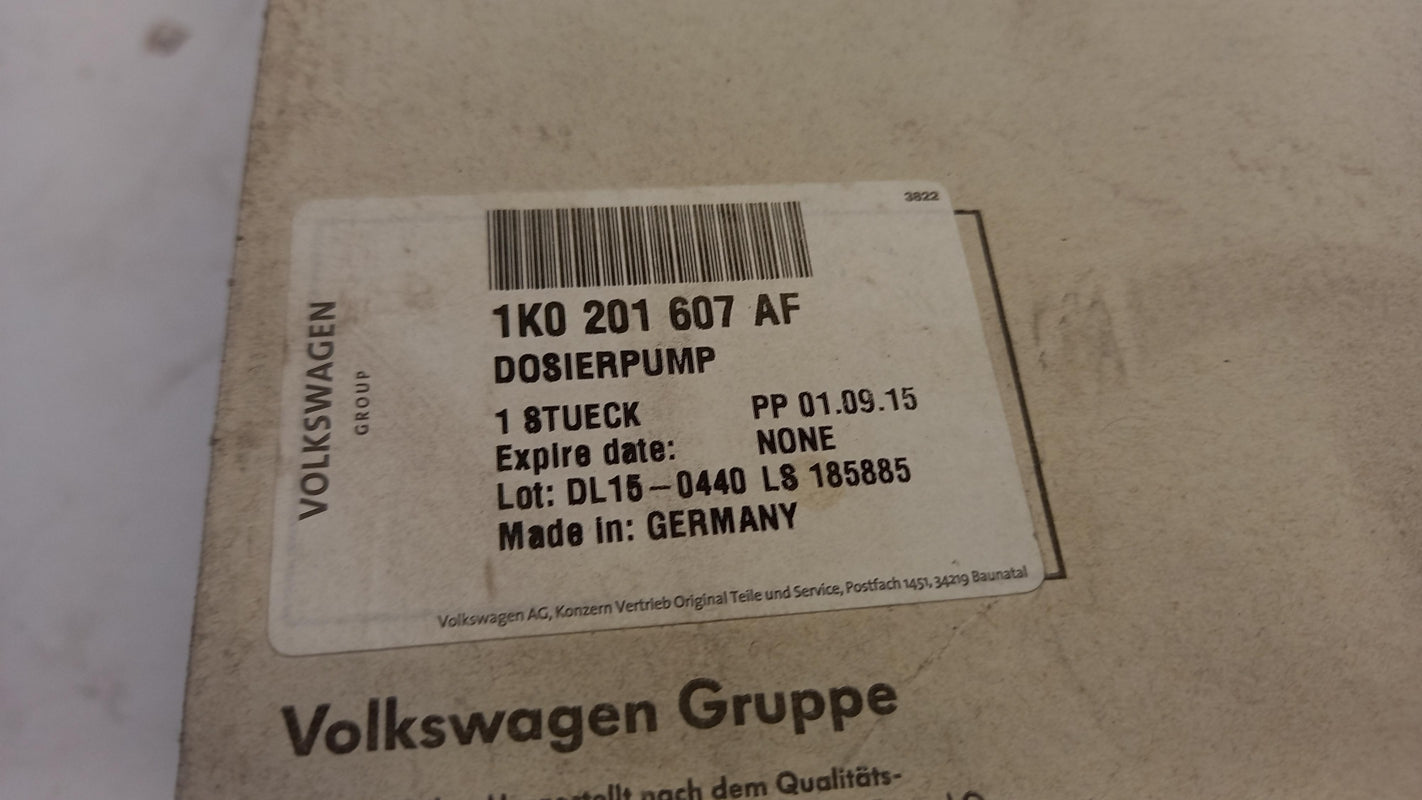 3822
VOLKSWAGEN
GROUP
1K0 201 607 AF
DOSIERPUMP
1 STUECK PP 01.09.15
Expire date: NONE
Lot: DL15-0440 LS 185885
Made in: GERMANY
Volkswagen AG, Konzern Vertrieb Original Teile und Service, Postfach 1451, 34219 Baunatal
Volkswagen Gruppe
nach dem Qualitäts-